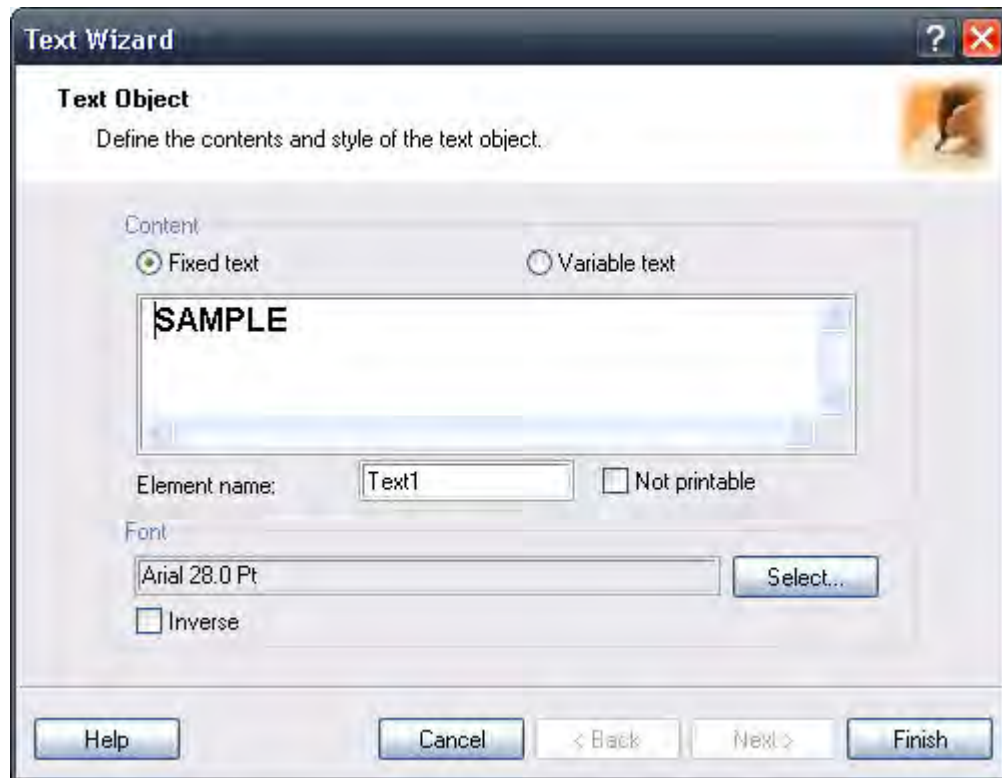 Text Wizard ?
Text Object
Define the contents and style of the text object.
Content
Fixed text Variable text
SAMPLE
Element name: Text1 Not printable
Font
Arial 28.0 Pt Select...
Inverse
Help Cancel < Back Next > Finish